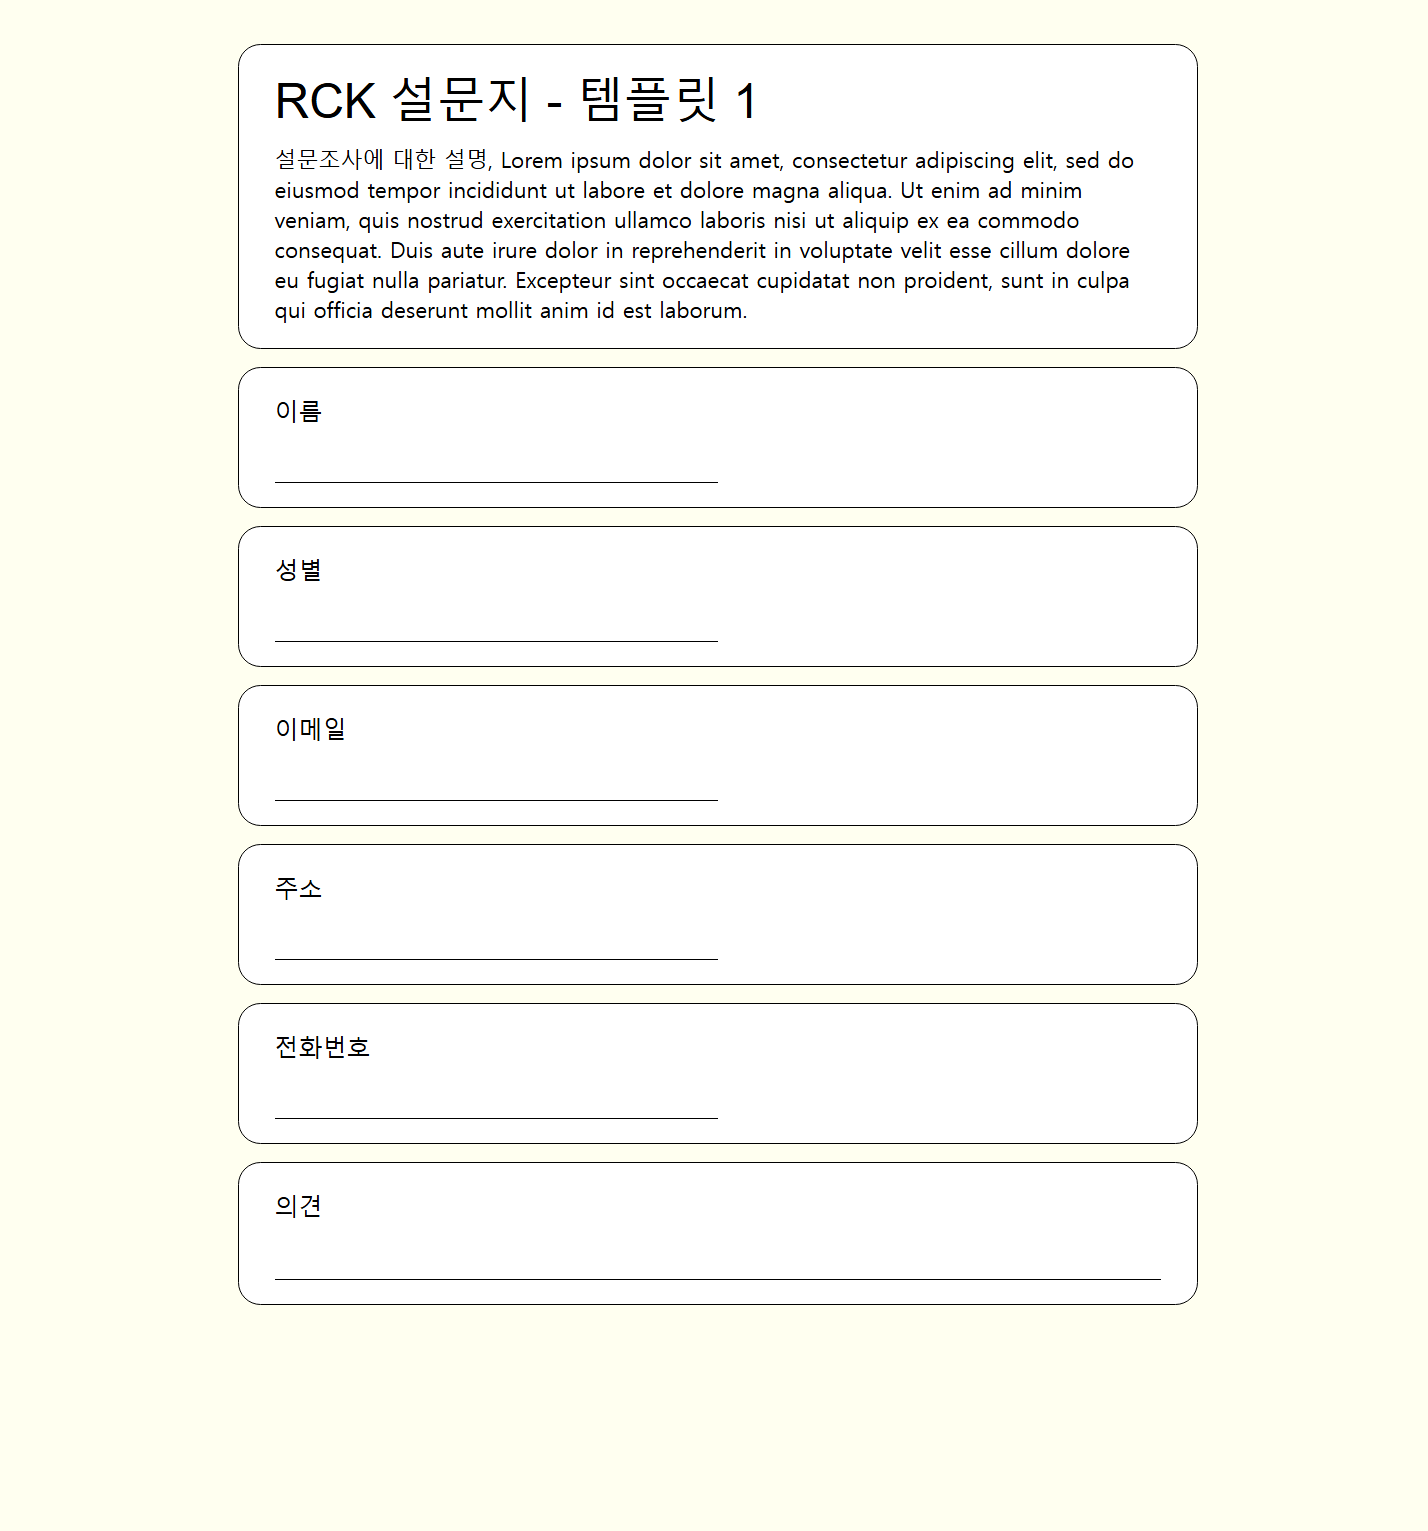 RCK 설문지 - 템플릿 1
설문조사에 대한 설명, Lorem ipsum dolor sit amet, consectetur adipiscing elit, sed do
eiusmod tempor incididunt ut labore et dolore magna aliqua. Ut enim ad minim
veniam, quis nostrud exercitation ullamco laboris nisi ut aliquip ex ea commodo
consequat. Duis aute irure dolor in reprehenderit in voluptate velit esse cillum dolore
eu fugiat nulla pariatur. Excepteur sint occaecat cupidatat non proident, sunt in culpa
qui officia deserunt mollit anim id est laborum.
이름
성별
이메일
주소
전화번호
의견